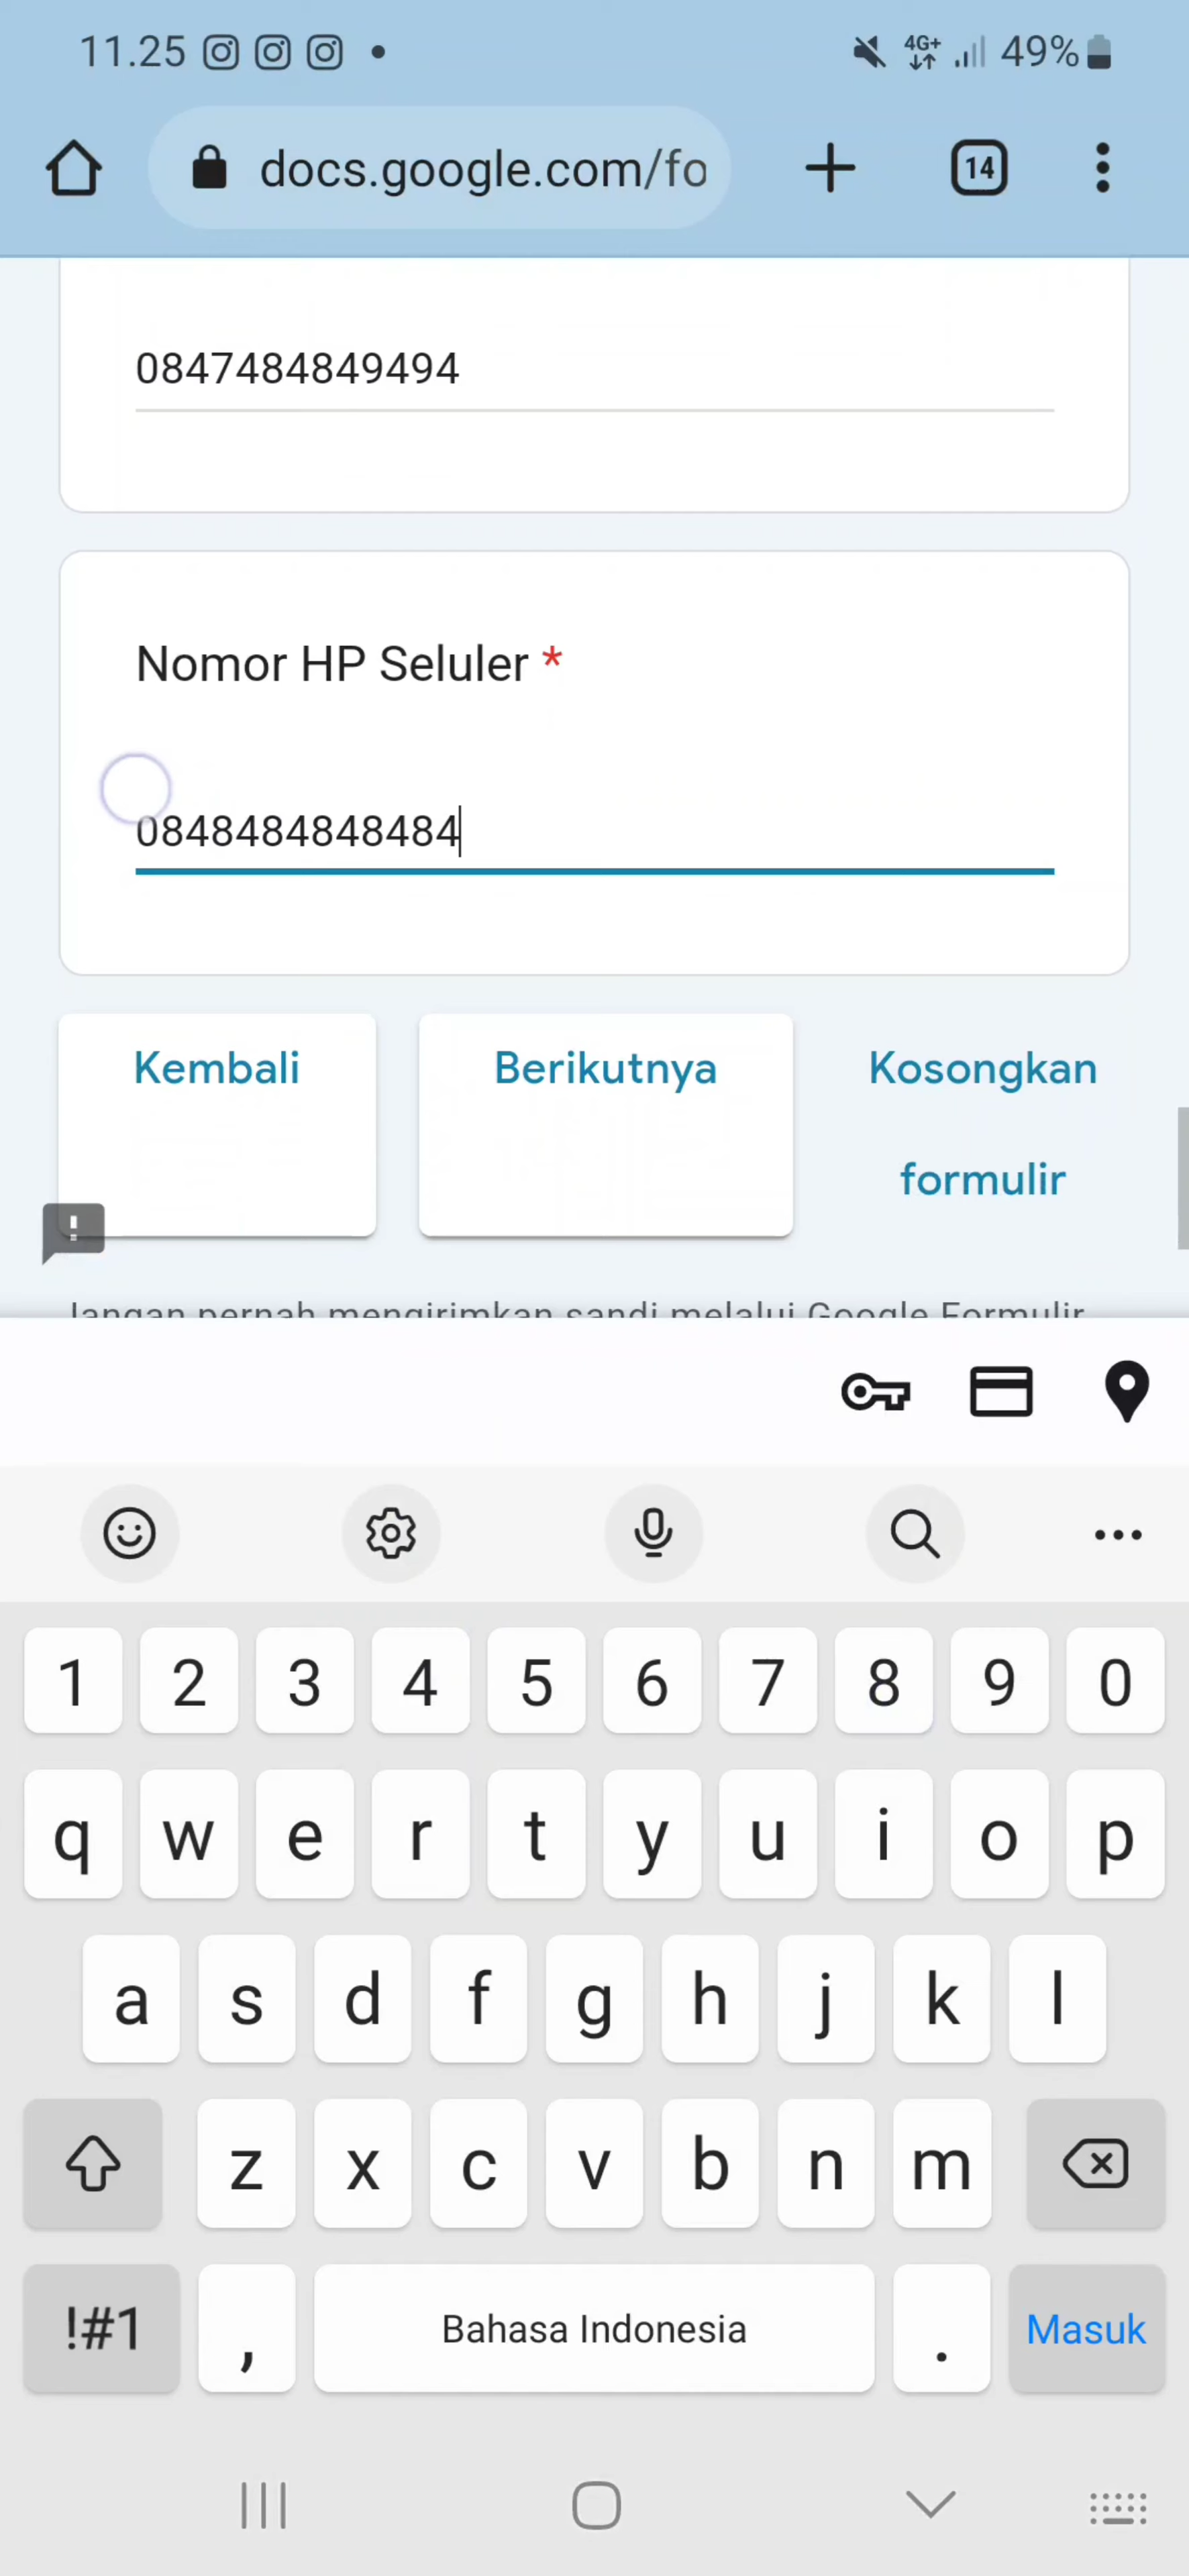 11.25
4G+
49%
docs.google.com/fo
14
0847484849494
Nomor HP Seluler *
0848484848484
Kembali
Berikutnya
Kosongkan
formulir
Jangan pernah mengirimkan sandi melalui Google Formulir
1 2 3 4 5 6 7 8 9 0
q w e r t y u i o p
a s d f g h j k l
z x c v b n m
!#1 , Bahasa Indonesia . Masuk